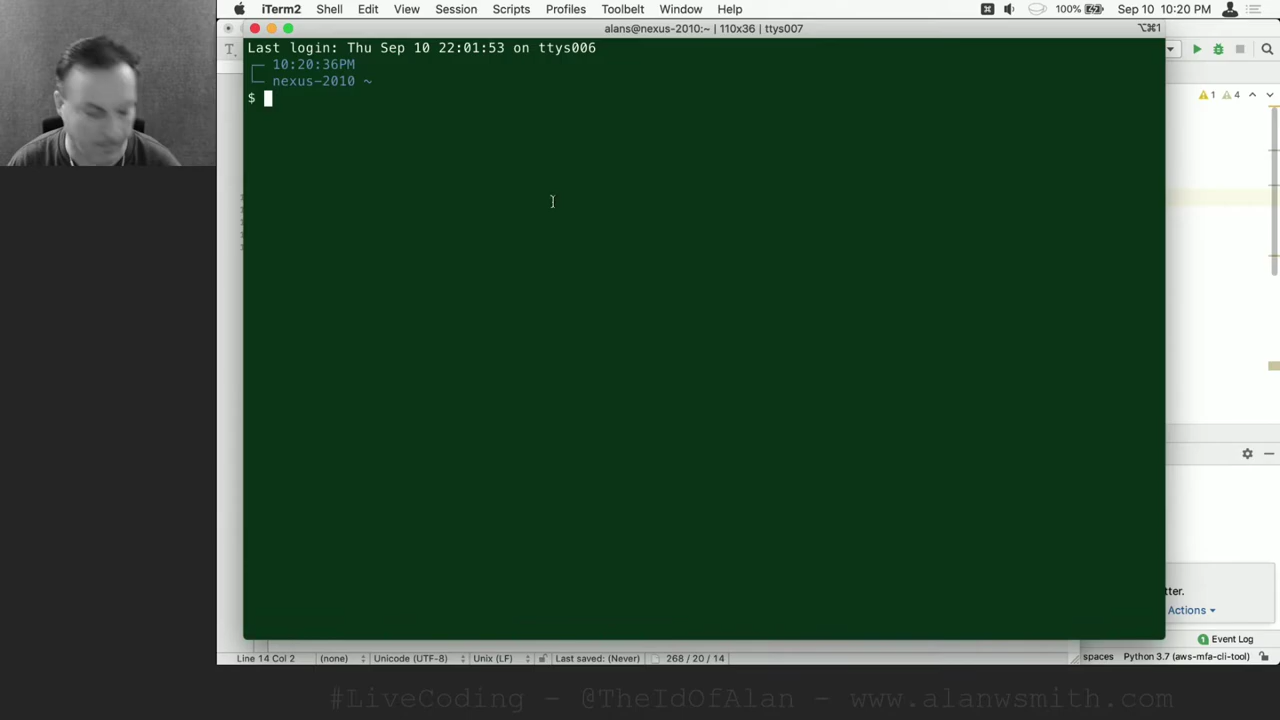 iTerm2 Shell Edit View Session Scripts Profiles Toolbelt Window Help 100% Sep 10 10:20 PM
alans@nexus-2010:~ | 110x36 | ttys007 ⌥⌘1
Last login: Thu Sep 10 22:01:53 on ttys006
10:20:36PM
nexus-2010 ~
$
T
1 4
tter.
Actions
1 Event Log
Line 14 Col 2 (none) Unicode (UTF-8) Unix (LF) Last saved: (Never) 268 / 20 / 14 spaces Python 3.7 (aws-mfa-cli-tool)
#LiveCoding - @TheIdOfAlan - www.alanwsmith.com